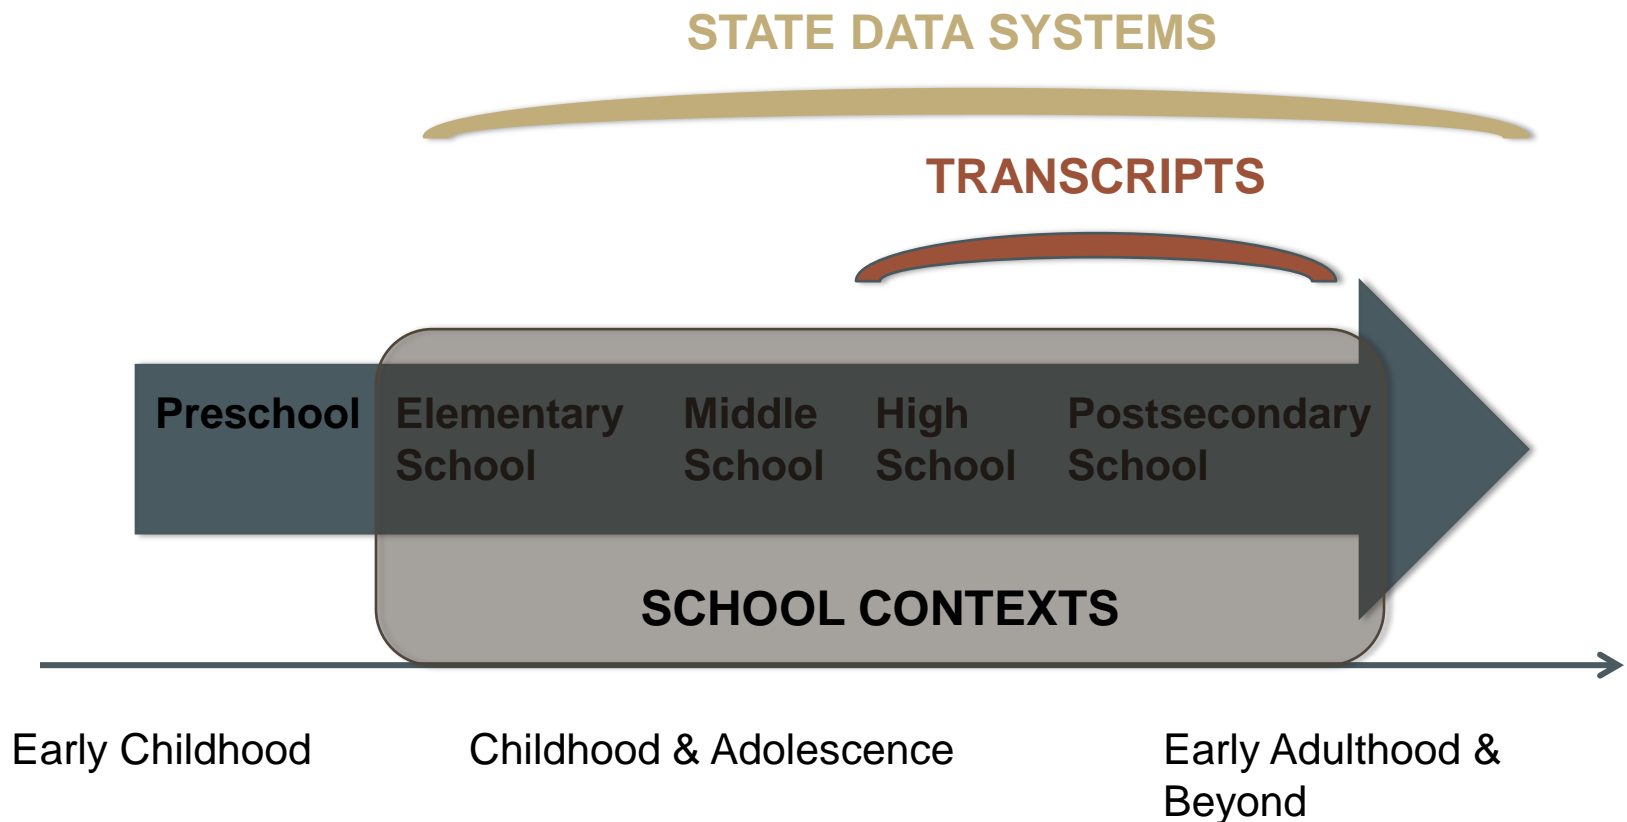 STATE DATA SYSTEMS
TRANSCRIPTS
Preschool
Elementary
School
Middle
School
High
School
Postsecondary
School
SCHOOL CONTEXTS
Early Childhood
Childhood & Adolescence
Early Adulthood &
Beyond